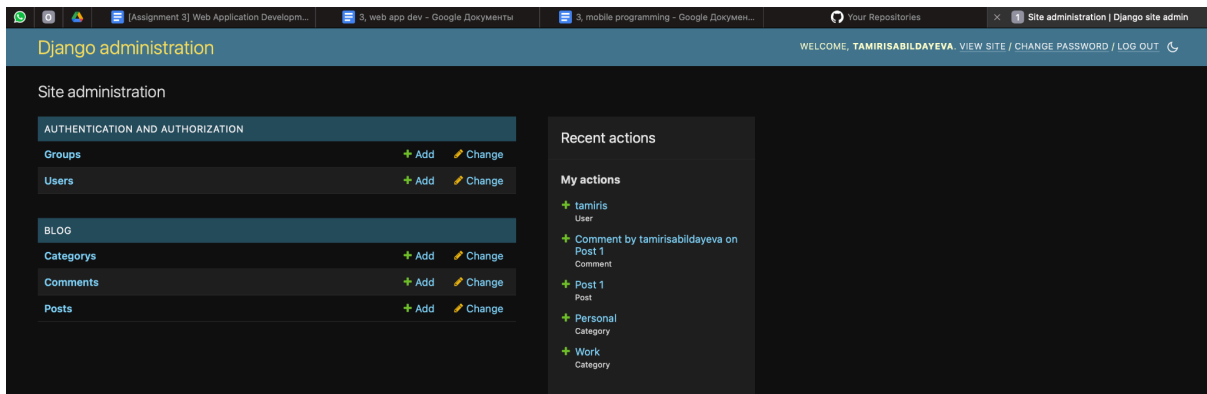 O
[Assignment 3] Web Application Developm...
3, web app dev - Google Документы
3, mobile programming - Google Докумен...
Your Repositories
1 Site administration | Django site admin
Django administration
WELCOME, TAMIRISABILDAYEVA. VIEW SITE / CHANGE PASSWORD / LOG OUT
Site administration
AUTHENTICATION AND AUTHORIZATION
Groups + Add Change
Users + Add Change
BLOG
Categorys + Add Change
Comments + Add Change
Posts + Add Change
Recent actions
My actions
+ tamiris
User
+ Comment by tamirisabildayeva on
Post 1
Comment
+ Post 1
Post
+ Personal
Category
+ Work
Category